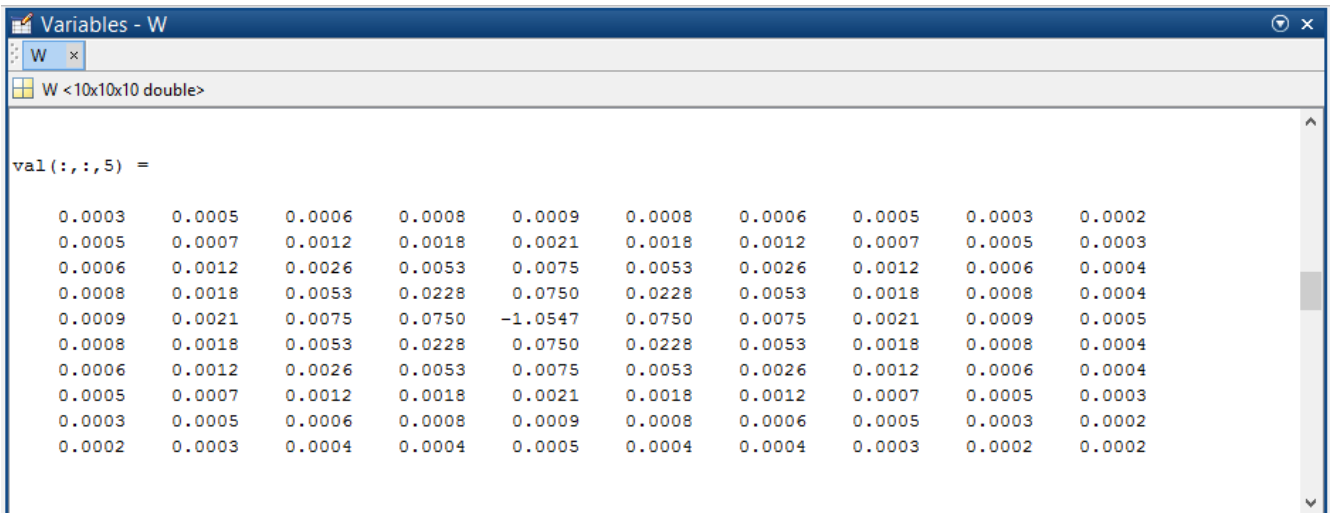 Variables - W
W
W <10x10x10 double>
val(:,:,5) =
0.0003 0.0005 0.0006 0.0008 0.0009 0.0008 0.0006 0.0005 0.0003 0.0002
0.0005 0.0007 0.0012 0.0018 0.0021 0.0018 0.0012 0.0007 0.0005 0.0003
0.0006 0.0012 0.0026 0.0053 0.0075 0.0053 0.0026 0.0012 0.0006 0.0004
0.0008 0.0018 0.0053 0.0228 0.0750 0.0228 0.0053 0.0018 0.0008 0.0004
0.0009 0.0021 0.0075 0.0750 -1.0547 0.0750 0.0075 0.0021 0.0009 0.0005
0.0008 0.0018 0.0053 0.0228 0.0750 0.0228 0.0053 0.0018 0.0008 0.0004
0.0006 0.0012 0.0026 0.0053 0.0075 0.0053 0.0026 0.0012 0.0006 0.0004
0.0005 0.0007 0.0012 0.0018 0.0021 0.0018 0.0012 0.0007 0.0005 0.0003
0.0003 0.0005 0.0006 0.0008 0.0009 0.0008 0.0006 0.0005 0.0003 0.0002
0.0002 0.0003 0.0004 0.0004 0.0005 0.0004 0.0004 0.0003 0.0002 0.0002